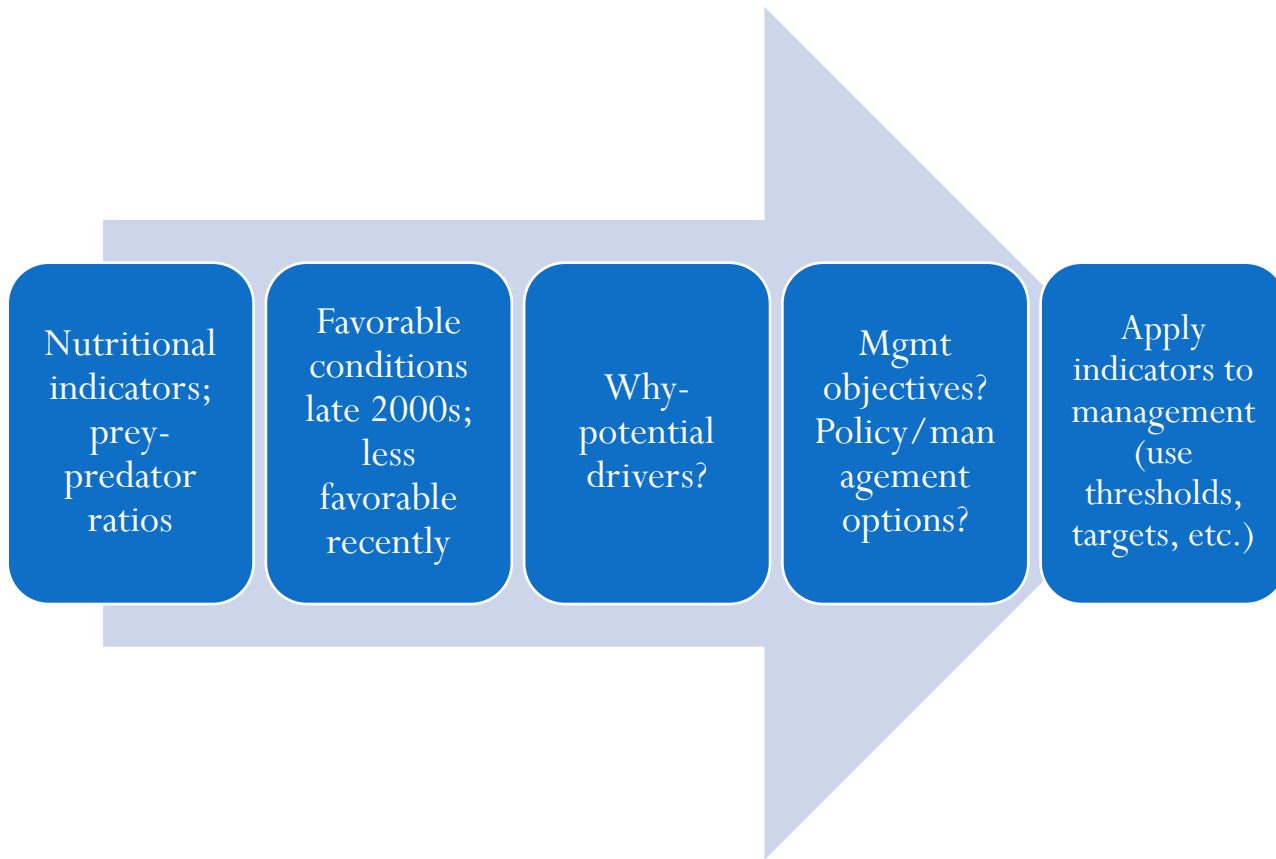 Nutritional
indicators;
prey-
predator
ratios
Favorable
conditions
late 2000s;
less
favorable
recently
Why-
potential
drivers?
Mgmt
objectives?
Policy/man
agement
options?
Apply
indicators to
management
(use
thresholds,
targets, etc.)